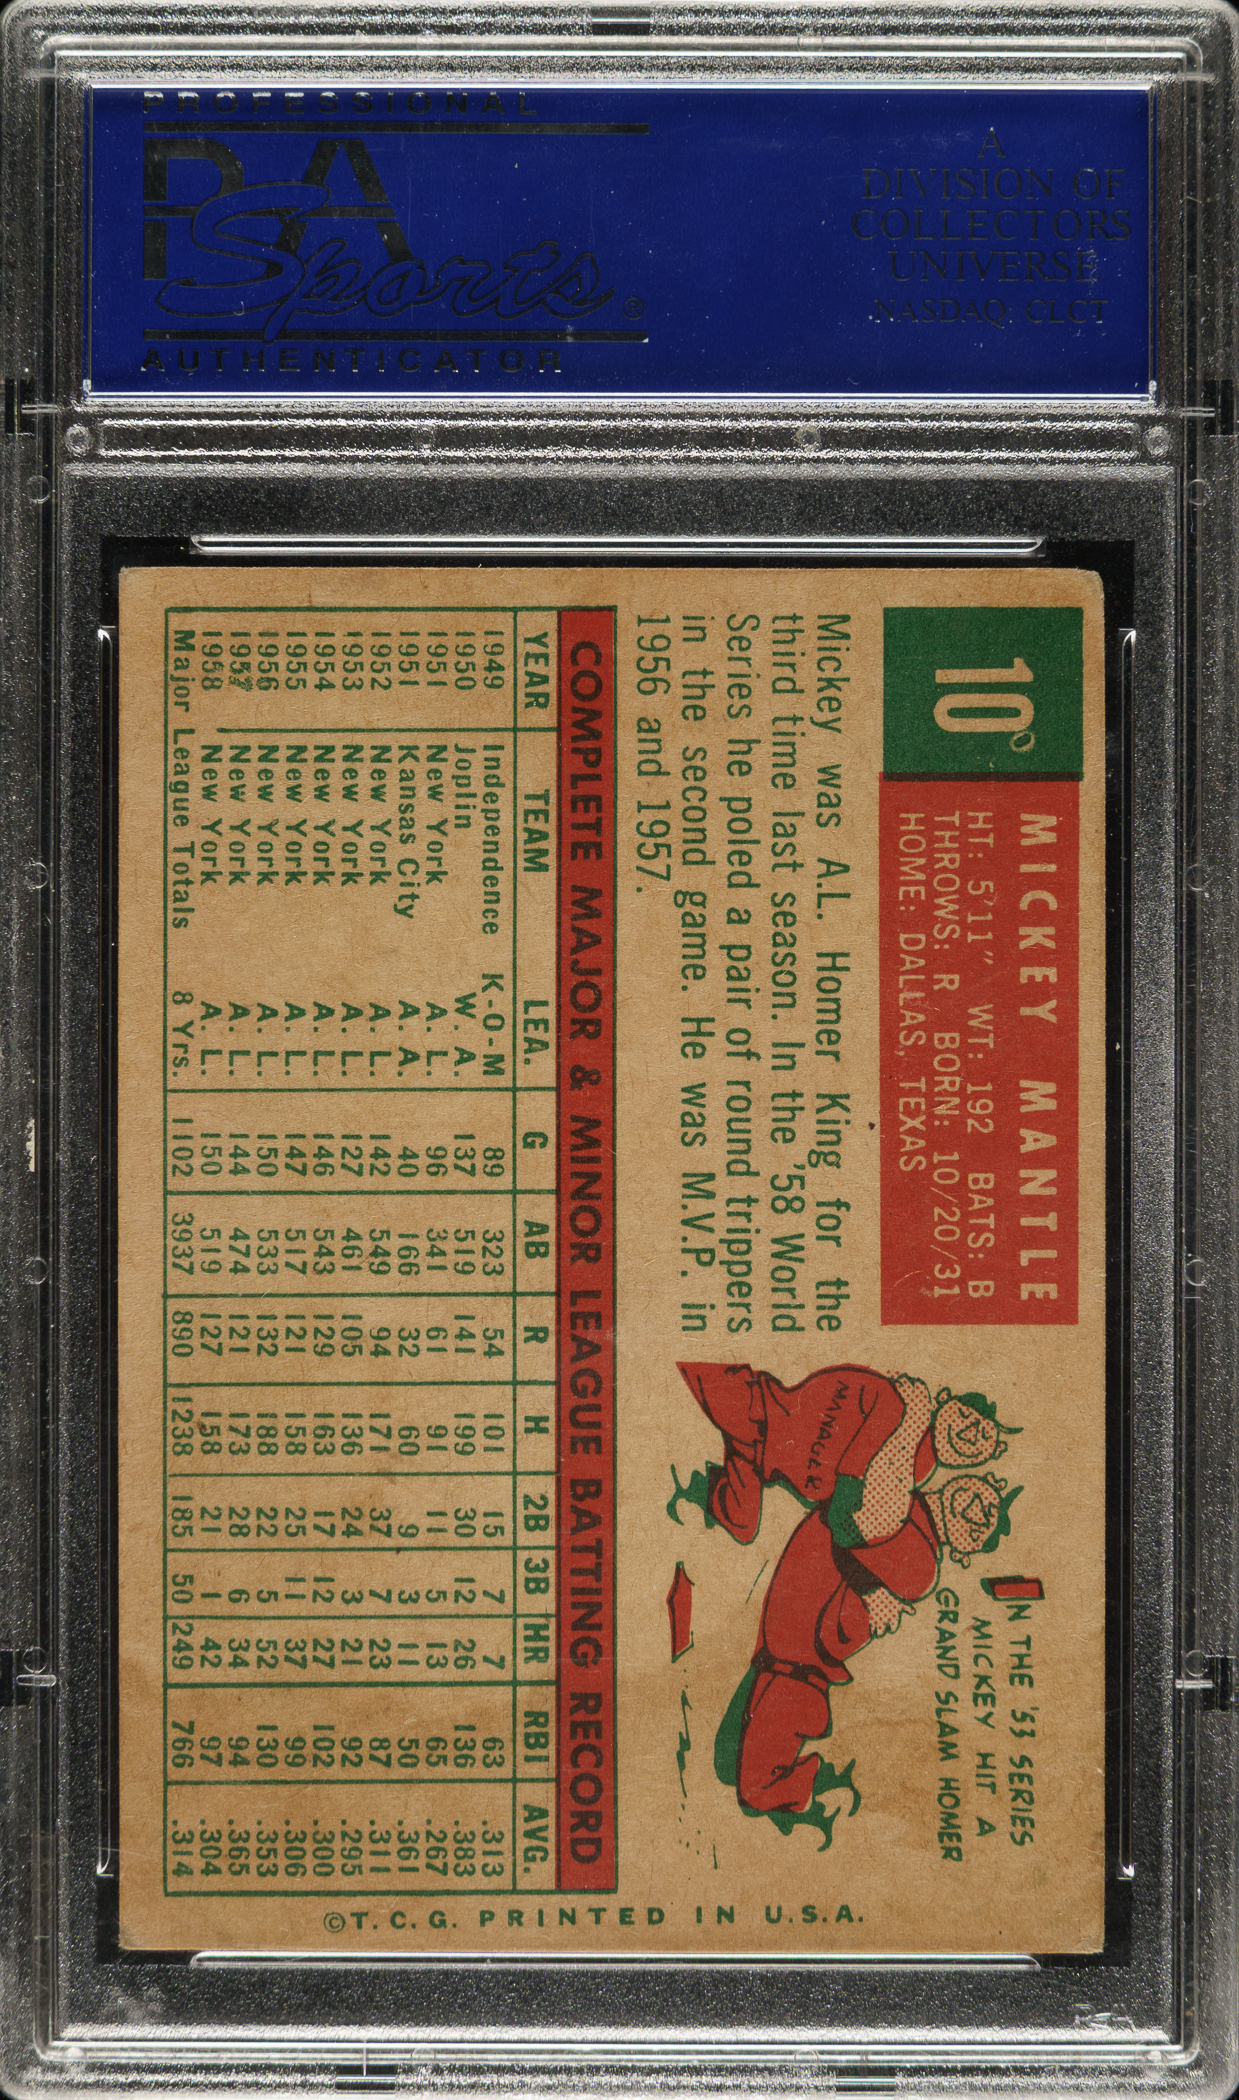 PROFESSIONAL
PSA
Sports®
AUTHENTICATOR
A
DIVISION OF
COLLECTORS
UNIVERSE
NASDAQ: CLCT
10
MICKEY MANTLE
HT: 5'11" WT: 192 BATS: B
THROWS: R BORN: 10/20/31
HOME: DALLAS, TEXAS
Mickey was A.L. Homer King for the
third time last season. In the '58 World
Series he poled a pair of round trippers
in the second game. He was M.V.P. in
1956 and 1957.
MANAGER
IN THE '53 SERIES
MICKEY HIT A
GRAND SLAM HOMER
COMPLETE MAJOR & MINOR LEAGUE BATTING RECORD
YEAR TEAM LEA. G AB R H 2B 3B HR RBI AVG.
1949 Independence K-O-M 89 323 54 101 15 7 7 63 .313
1950 Joplin W. A. 137 519 141 199 30 12 26 136 .383
1951 New York A. L. 96 341 61 91 11 5 13 65 .267
1951 Kansas City A. A. 40 166 32 60 9 3 11 50 .361
1952 New York A. L. 142 549 94 171 37 7 23 87 .311
1953 New York A. L. 127 461 105 136 24 3 21 92 .295
1954 New York A. L. 146 543 129 163 17 12 27 102 .300
1955 New York A. L. 147 517 121 158 25 11 37 99 .306
1956 New York A. L. 150 533 132 188 22 5 52 130 .353
1957 New York A. L. 144 474 121 173 28 6 34 94 .365
1958 New York A. L. 150 519 127 158 21 1 42 97 .304
Major League Totals 8 Yrs. 1102 3937 890 1238 185 50 249 766 .314
©T.C.G. PRINTED IN U.S.A.